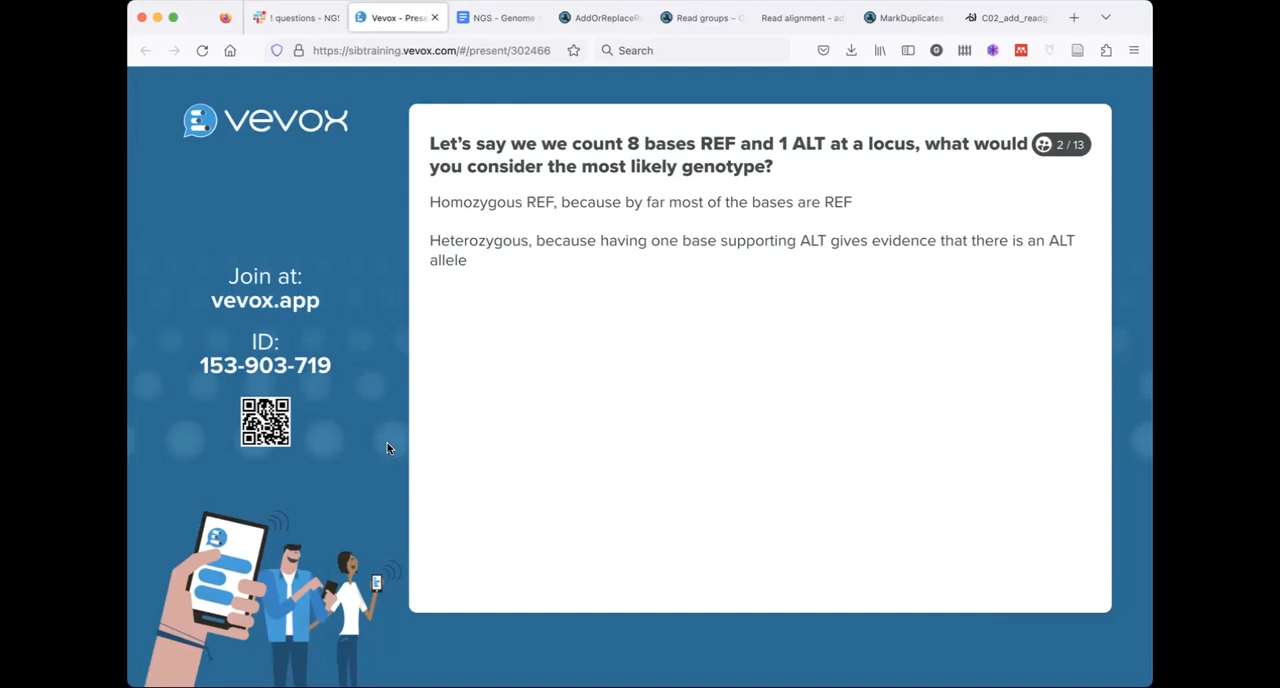 ! questions - NG!
Vevox - Pres
NGS - Genome
AddOrReplaceR
Read groups – G
Read alignment - ad
MarkDuplicates
C02_add_readg
https://sibtraining.vevox.com/#/present/302466
Search
vevox
Let's say we we count 8 bases REF and 1 ALT at a locus, what would
2 / 13
you consider the most likely genotype?
Homozygous REF, because by far most of the bases are REF
Heterozygous, because having one base supporting ALT gives evidence that there is an ALT
allele
Join at:
vevox.app
ID:
153-903-719